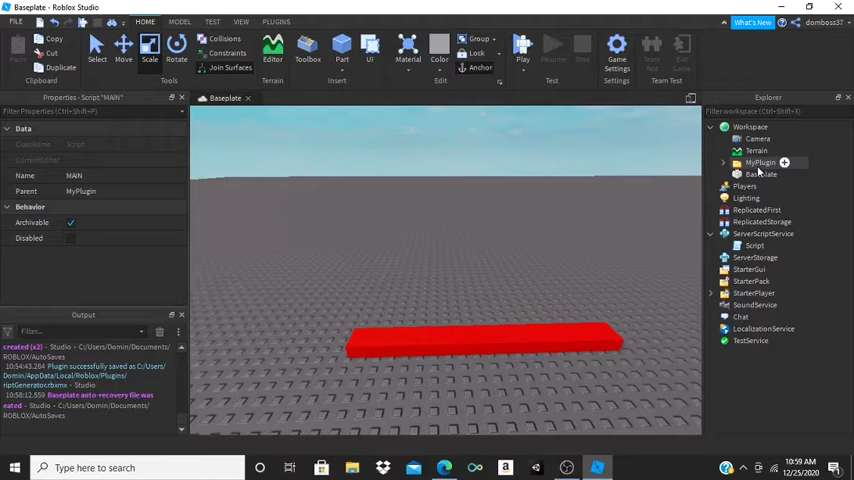 Baseplate - Roblox Studio
FILE
HOME
MODEL
TEST
VIEW
PLUGINS
What's New
domboss37
Paste
Copy
Cut
Duplicate
Clipboard
Select
Move
Scale
Rotate
Collisions
Constraints
Join Surfaces
Tools
Editor
Terrain
Toolbox
Part
UI
Insert
Material
Color
Group
Lock
Anchor
Edit
Play
Resume
Stop
Test
Game
Settings
Settings
Team
Test
Exit
Game
Team Test
Properties - Script "MAIN"
Filter Properties (Ctrl+Shift+P)
Data
ClassName
Script
CurrentEditor
Name
MAIN
Parent
MyPlugin
Behavior
Archivable
Disabled
Output
Filter...
created (x2) - Studio - C:/Users/Domin/Documents/
ROBLOX/AutoSaves
10:54:43.284 Plugin successfully saved as C:/Users/
Domin/AppData/Local/Roblox/Plugins/
riptGenerator.rbxmx - Studio
10:58:12.559 Baseplate auto-recovery file was
eated - Studio - C:/Users/Domin/Documents/
ROBLOX/AutoSaves
Baseplate
Explorer
Filter workspace (Ctrl+Shift+X)
Workspace
Camera
Terrain
MyPlugin
Baseplate
Players
Lighting
ReplicatedFirst
ReplicatedStorage
ServerScriptService
Script
ServerStorage
StarterGui
StarterPack
StarterPlayer
SoundService
Chat
LocalizationService
TestService
Type here to search
10:59 AM
12/25/2020